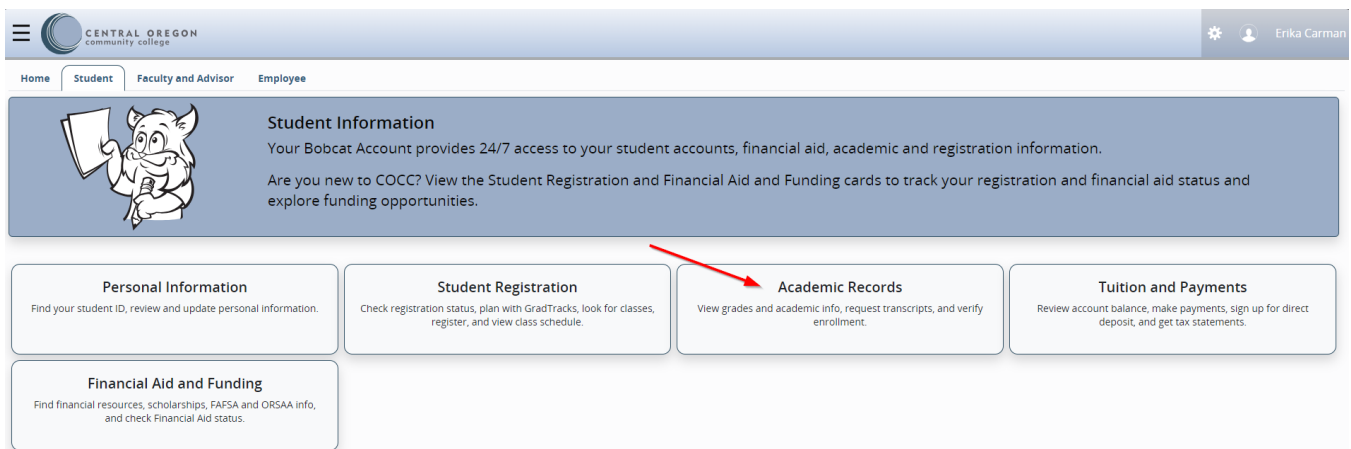 CENTRAL OREGON
community college
Erika Carman
Home Student Faculty and Advisor Employee
Student Information
Your Bobcat Account provides 24/7 access to your student accounts, financial aid, academic and registration information.
Are you new to COCC? View the Student Registration and Financial Aid and Funding cards to track your registration and financial aid status and
explore funding opportunities.
Personal Information
Find your student ID, review and update personal information.
Student Registration
Check registration status, plan with GradTracks, look for classes,
register, and view class schedule.
Academic Records
View grades and academic info, request transcripts, and verify
enrollment.
Tuition and Payments
Review account balance, make payments, sign up for direct
deposit, and get tax statements.
Financial Aid and Funding
Find financial resources, scholarships, FAFSA and ORSAA info,
and check Financial Aid status.